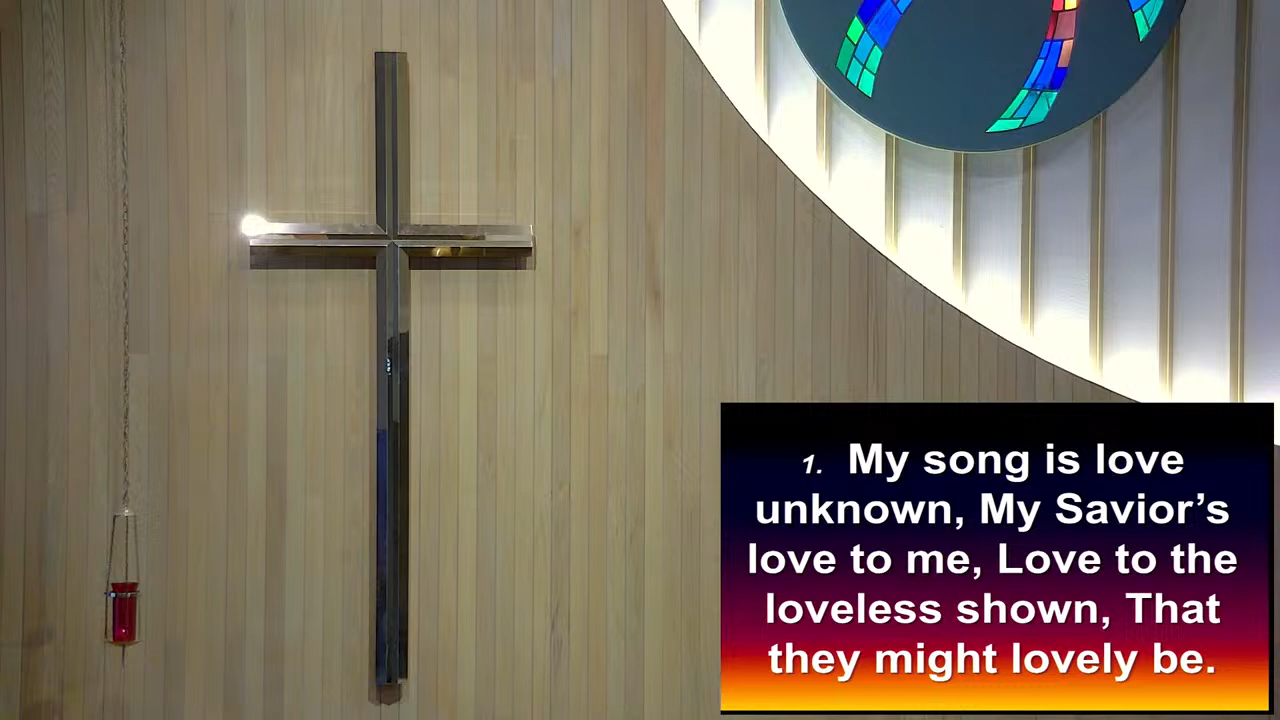 1. My song is love
unknown, My Savior’s
love to me, Love to the
loveless shown, That
they might lovely be.